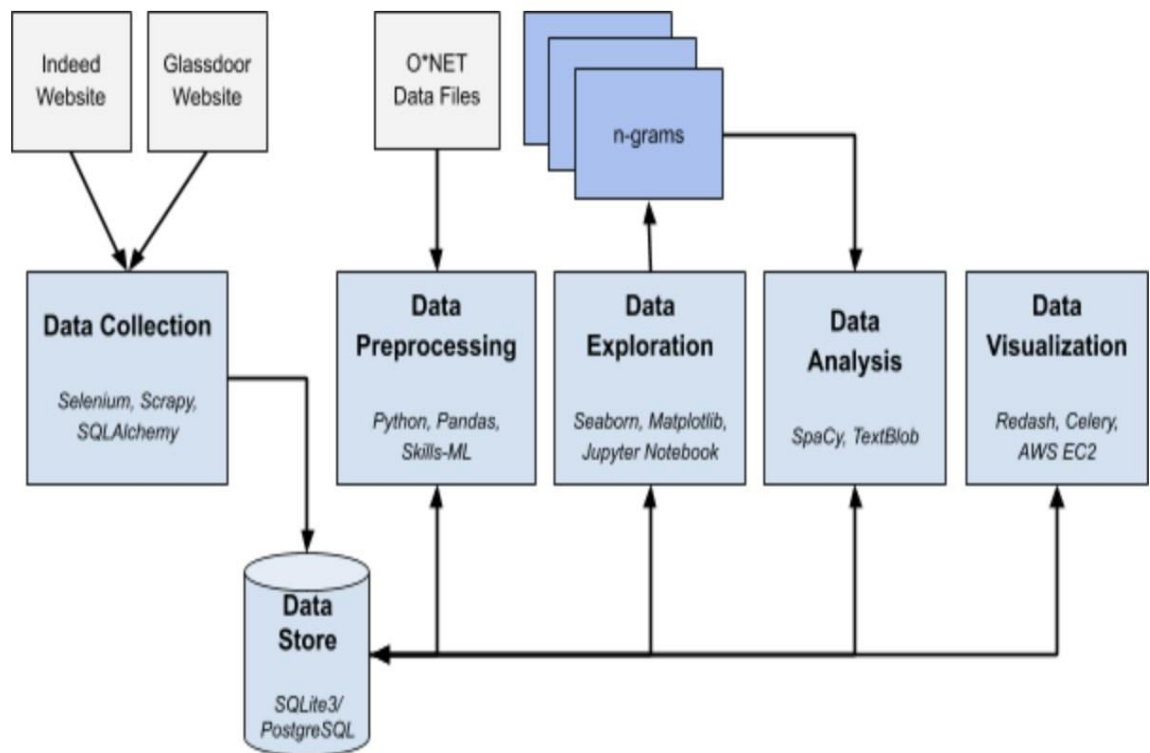 Indeed
Website
Glassdoor
Website
O*NET
Data Files
n-grams
Data Collection
Selenium, Scrapy,
SQLAlchemy
Data
Preprocessing
Python, Pandas,
Skills-ML
Data
Exploration
Seaborn, Matplotlib,
Jupyter Notebook
Data
Analysis
SpaCy, TextBlob
Data
Visualization
Redash, Celery,
AWS EC2
Data
Store
SQLite3/
PostgreSQL